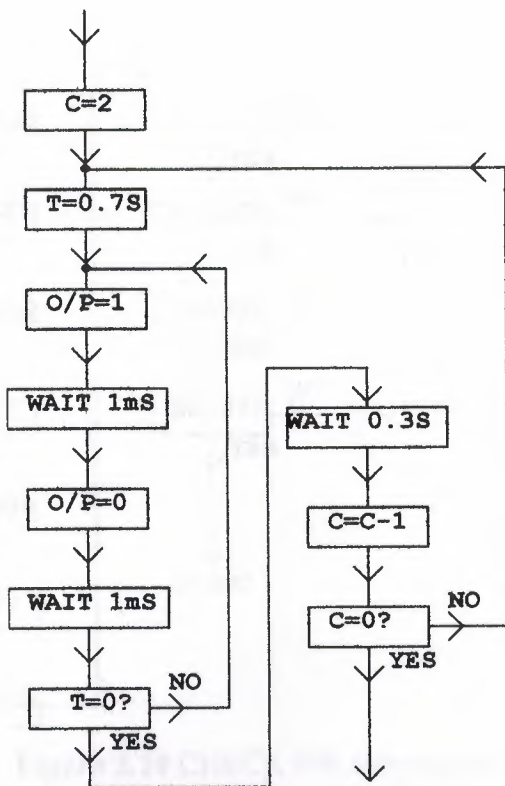 C=2
T=0.7S
O/P=1
WAIT 1mS
O/P=0
WAIT 1mS
T=0?
NO
YES
WAIT 0.3S
C=C-1
C=0?
NO
YES